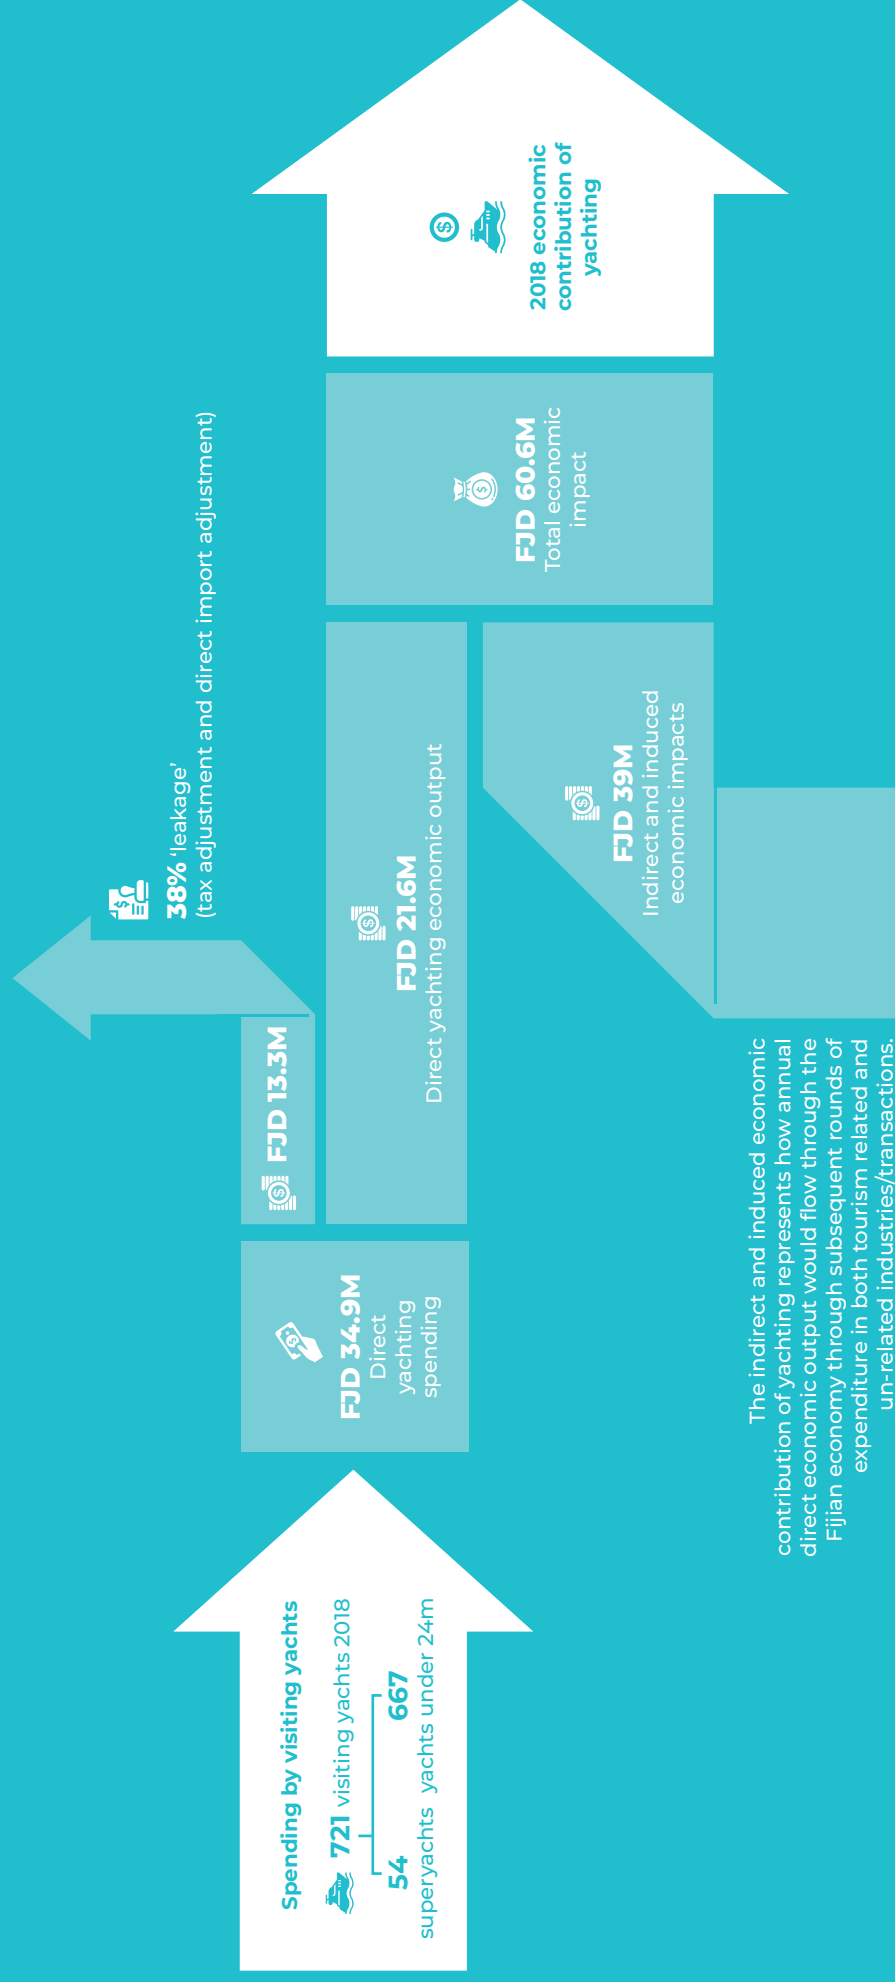 Spending by visiting yachts
721 visiting yachts 2018
54
superyachts
667
yachts under 24m
FJD 34.9M
Direct
yachting
spending
FJD 13.3M
38% ‘leakage’
(tax adjustment and direct import adjustment)
FJD 21.6M
Direct yachting economic output
FJD 39M
Indirect and induced
economic impacts
The indirect and induced economic
contribution of yachting represents how annual
direct economic output would flow through the
Fijian economy through subsequent rounds of
expenditure in both tourism related and
un-related industries/transactions.
FJD 60.6M
Total economic
impact
2018 economic
contribution of
yachting